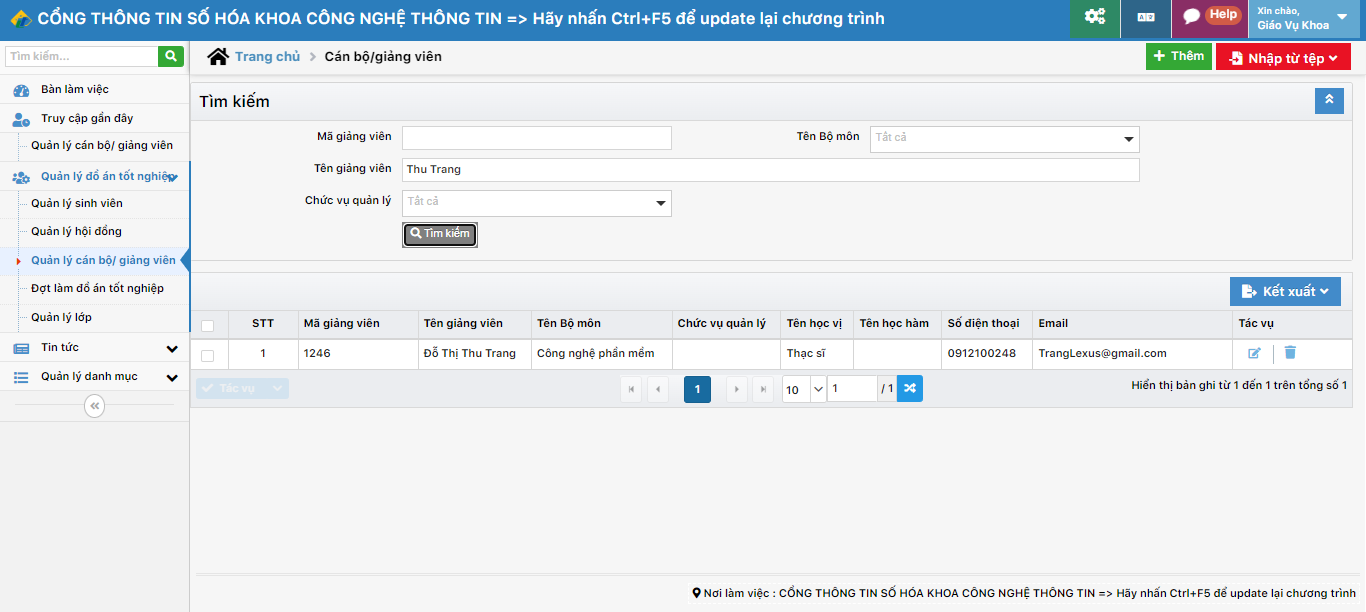 CỔNG THÔNG TIN SỐ HÓA KHOA CÔNG NGHỆ THÔNG TIN => Hãy nhấn Ctrl+F5 để update lại chương trình
Help
Xin chào,
Giáo Vụ Khoa
Tìm kiếm...
Trang chủ > Cán bộ/giảng viên
+ Thêm
Nhập từ tệp
Bàn làm việc
Truy cập gần đây
Quản lý cán bộ/ giảng viên
Quản lý đồ án tốt nghiệp
Quản lý sinh viên
Quản lý hội đồng
Quản lý cán bộ/ giảng viên
Đợt làm đồ án tốt nghiệp
Quản lý lớp
Tin tức
Quản lý danh mục
Tìm kiếm
Mã giảng viên
Tên Bộ môn Tất cả
Tên giảng viên Thu Trang
Chức vụ quản lý Tất cả
Tìm kiếm
Kết xuất
STT Mã giảng viên Tên giảng viên Tên Bộ môn Chức vụ quản lý Tên học vị Tên học hàm Số điện thoại Email Tác vụ
1 1246 Đỗ Thị Thu Trang Công nghệ phần mềm Thạc sĩ 0912100248 TrangLexus@gmail.com
Tác vụ
1 10 1 / 1
Hiển thị bản ghi từ 1 đến 1 trên tổng số 1
Nơi làm việc : CỔNG THÔNG TIN SỐ HÓA KHOA CÔNG NGHỆ THÔNG TIN => Hãy nhấn Ctrl+F5 để update lại chương trình